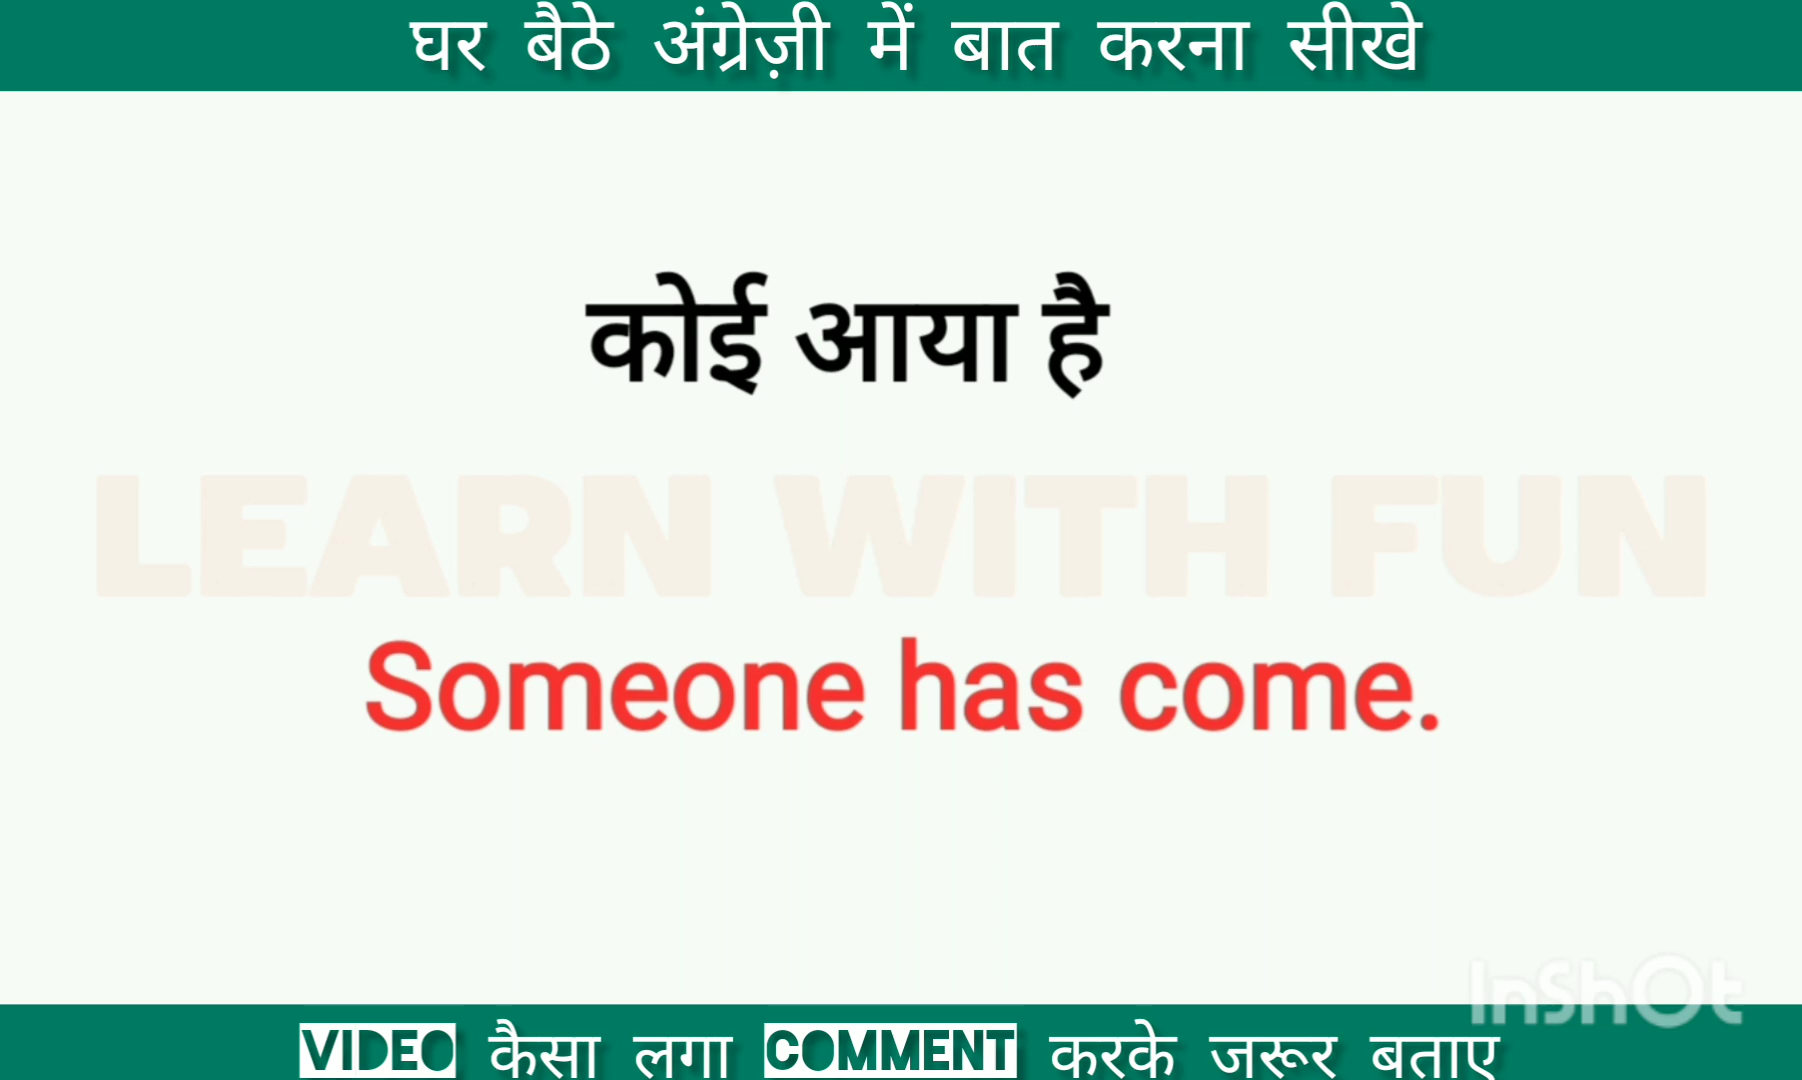 घर बैठे अंग्रेज़ी में बात करना सीखे
कोई आया है
LEARN WITH FUN
Someone has come.
InShOt
VIDEO कैसा लगा COMMENT करके जरूर बताए